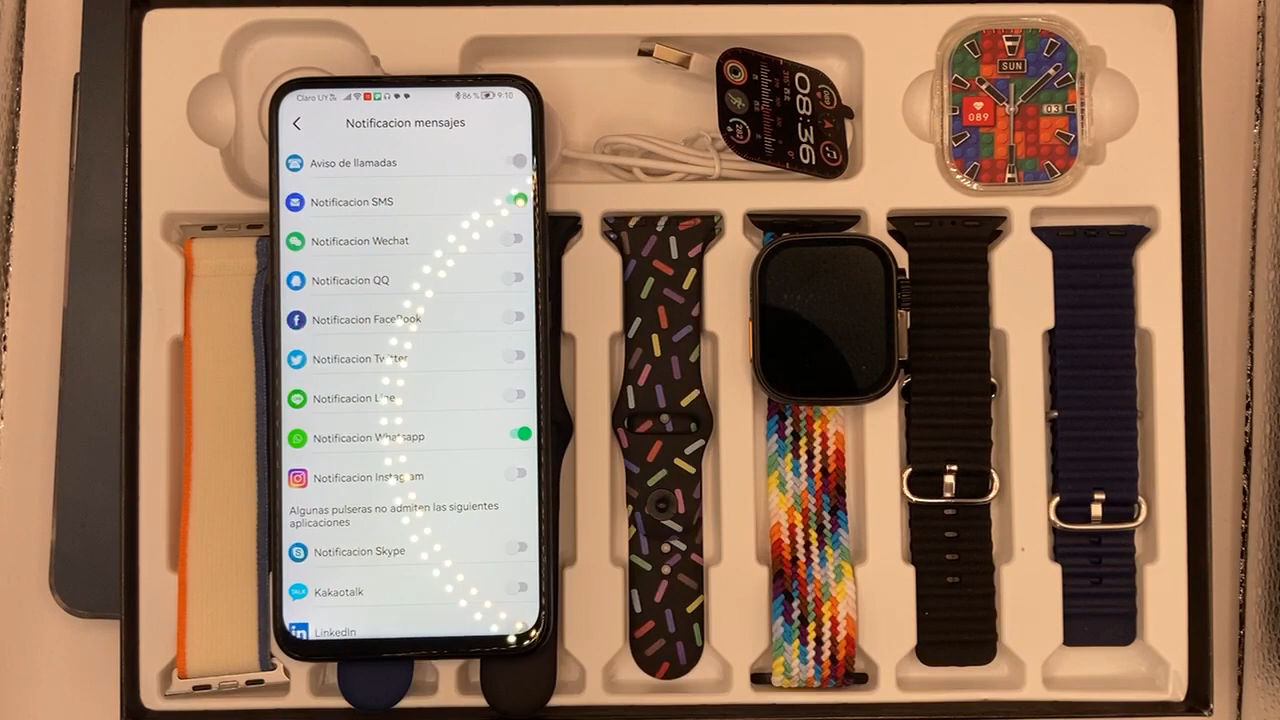 Claro UY
86 %
9:10
Notificacion mensajes
Aviso de llamadas
Notificacion SMS
Notificacion Wechat
Notificacion QQ
Notificacion FaceBook
Notificacion Twitter
Notificacion Line
Notificacion Whatsapp
Notificacion Instagram
Algunas pulseras no admiten las siguientes
aplicaciones
Notificacion Skype
TALK
Kakaotalk
in
LinkedIn
08:36
SUN
089
03